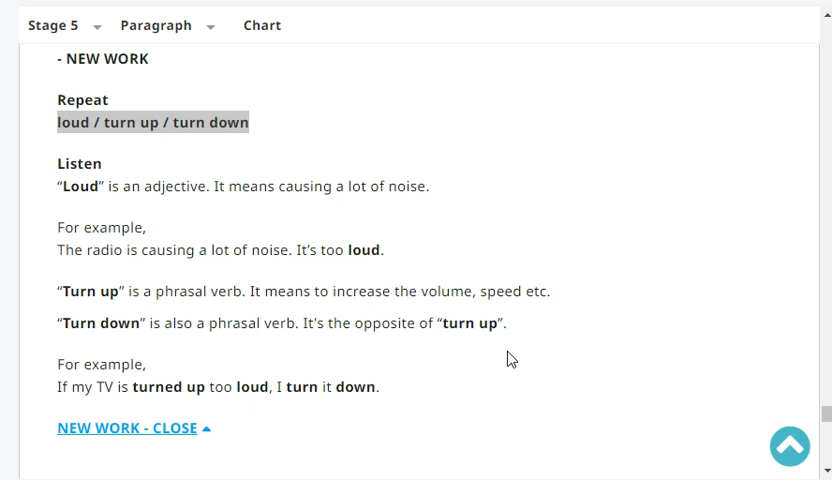 Stage 5 Paragraph Chart
- NEW WORK
Repeat
loud / turn up / turn down
Listen
“Loud” is an adjective. It means causing a lot of noise.
For example,
The radio is causing a lot of noise. It’s too loud.
“Turn up” is a phrasal verb. It means to increase the volume, speed etc.
“Turn down” is also a phrasal verb. It's the opposite of “turn up”.
For example,
If my TV is turned up too loud, I turn it down.
NEW WORK - CLOSE